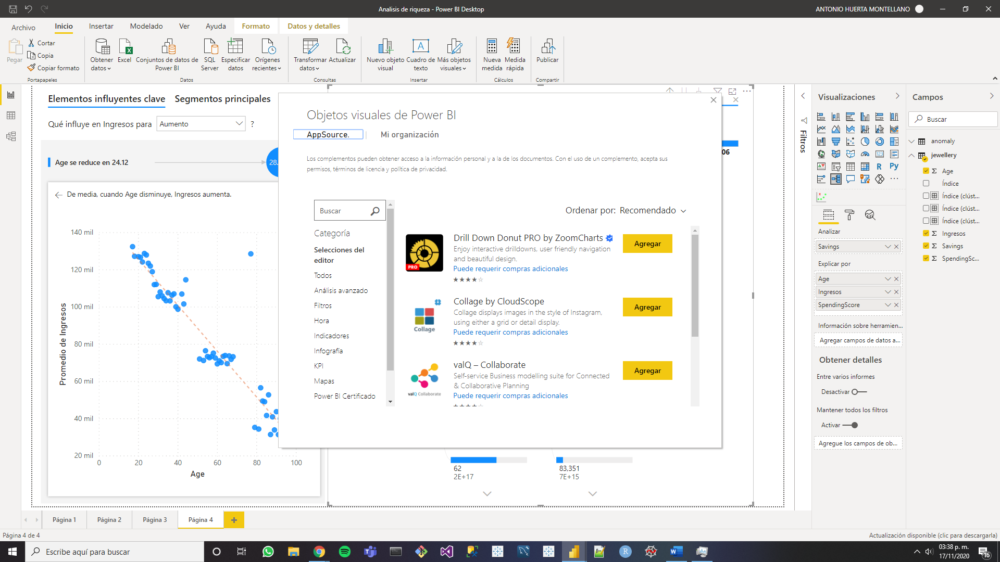 Analisis de riqueza - Power BI Desktop
ANTONIO HUERTA MONTELLANO
Archivo
Inicio
Insertar
Modelado
Ver
Ayuda
Formato
Datos y detalles
Pegar
Cortar
Copia
Copiar formato
Portapapeles
Obtener
datos
Excel
Conjuntos de datos de
Power BI
SQL
Server
Especificar
datos
Orígenes
recientes
Datos
Transformar
datos
Actualizar
Consultas
Nuevo objeto
visual
Cuadro de
texto
Más objetos
visuales
Insertar
Nueva
medida
Medida
rápida
Cálculos
Publicar
Compartir
Elementos influyentes clave
Segmentos principales
Qué influye en Ingresos para
Aumento
?
Age se reduce en 24.12
28.
De media, cuando Age disminuye, Ingresos aumenta.
140 mil
120 mil
100 mil
80 mil
60 mil
40 mil
20 mil
Promedio de Ingresos
0
20
40
60
80
100
Age
Objetos visuales de Power BI
AppSource.
Mi organización
Los complementos pueden obtener acceso a la información personal y a la de los documentos. Con el uso de un complemento, acepta sus
permisos, términos de licencia y política de privacidad.
Buscar
Categoría
Selecciones del
editor
Todos
Análisis avanzado
Filtros
Hora
Indicadores
Infografía
KPI
Mapas
Power BI Certificado
Ordenar por: Recomendado
PRO
Drill Down Donut PRO by ZoomCharts
Enjoy interactive drilldowns, user friendly navigation
and beautiful design.
Puede requerir compras adicionales
Agregar
Collage
Collage by CloudScope
Collage displays images in the style of Instagram,
using either a grid or detail display.
Puede requerir compras adicionales
Agregar
valQ Collaborate
valQ – Collaborate
Self-service Business modelling suite for Connected
& Collaborative Planning
Puede requerir compras adicionales
Agregar
06
62
2E+17
83,351
7E+15
Filtros
Visualizaciones
R
Py
Analizar
Savings
Explicar por
Age
Ingresos
SpendingScore
Información sobre herramien...
Agregar campos de datos a...
Obtener detalles
Entre varios informes
Desactivar
Mantener todos los filtros
Activar
Agregue los campos de ob...
Campos
Buscar
anomaly
jewellery
Age
Índice
Índice (clúst...
Índice (clúst...
Índice (clúst...
Ingresos
Savings
SpendingSc...
Página 1
Página 2
Página 3
Página 4
Página 4 de 4
Actualización disponible (clic para descargarla)
Escribe aquí para buscar
03:38 p. m.
17/11/2020
16